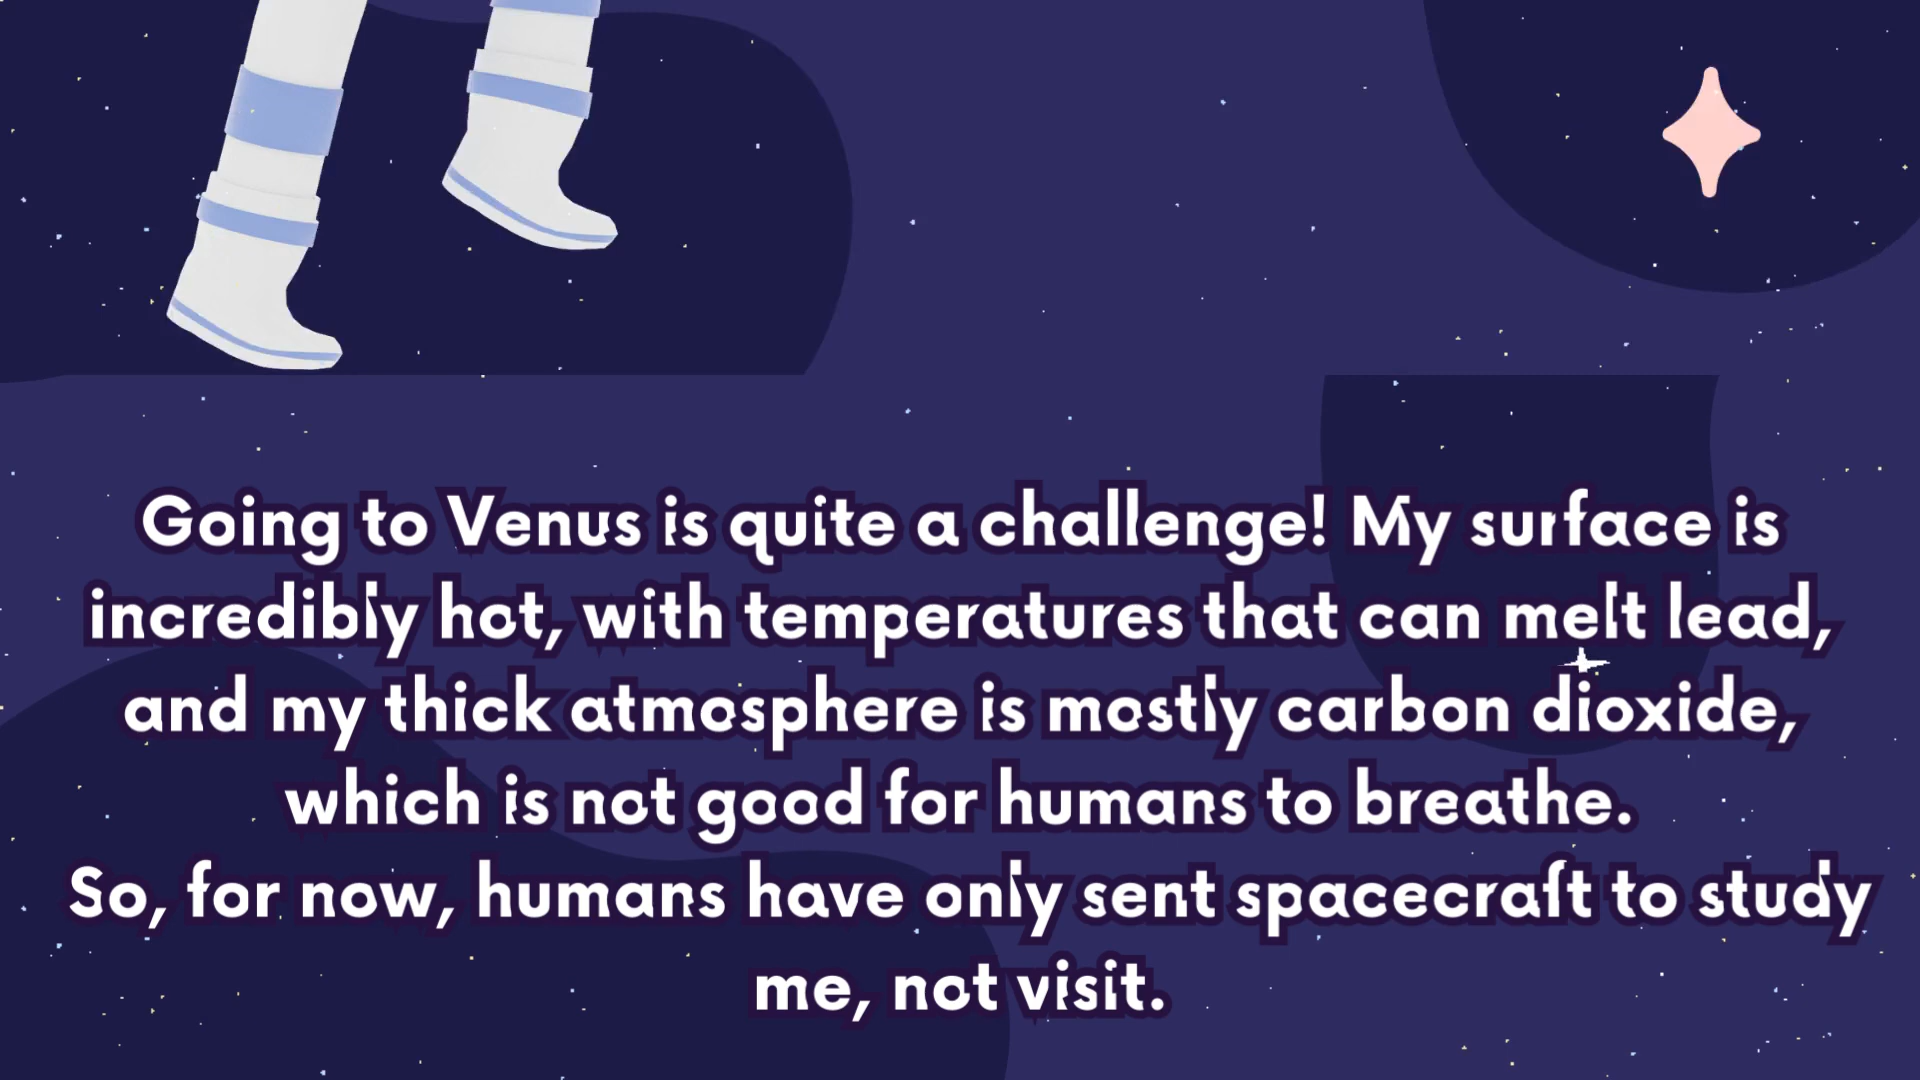 Going to Venus is quite a challenge! My surface is
incredibly hot, with temperatures that can melt lead,
and my thick atmosphere is mostly carbon dioxide,
which is not good for humans to breathe.
So, for now, humans have only sent spacecraft to study
me, not visit.